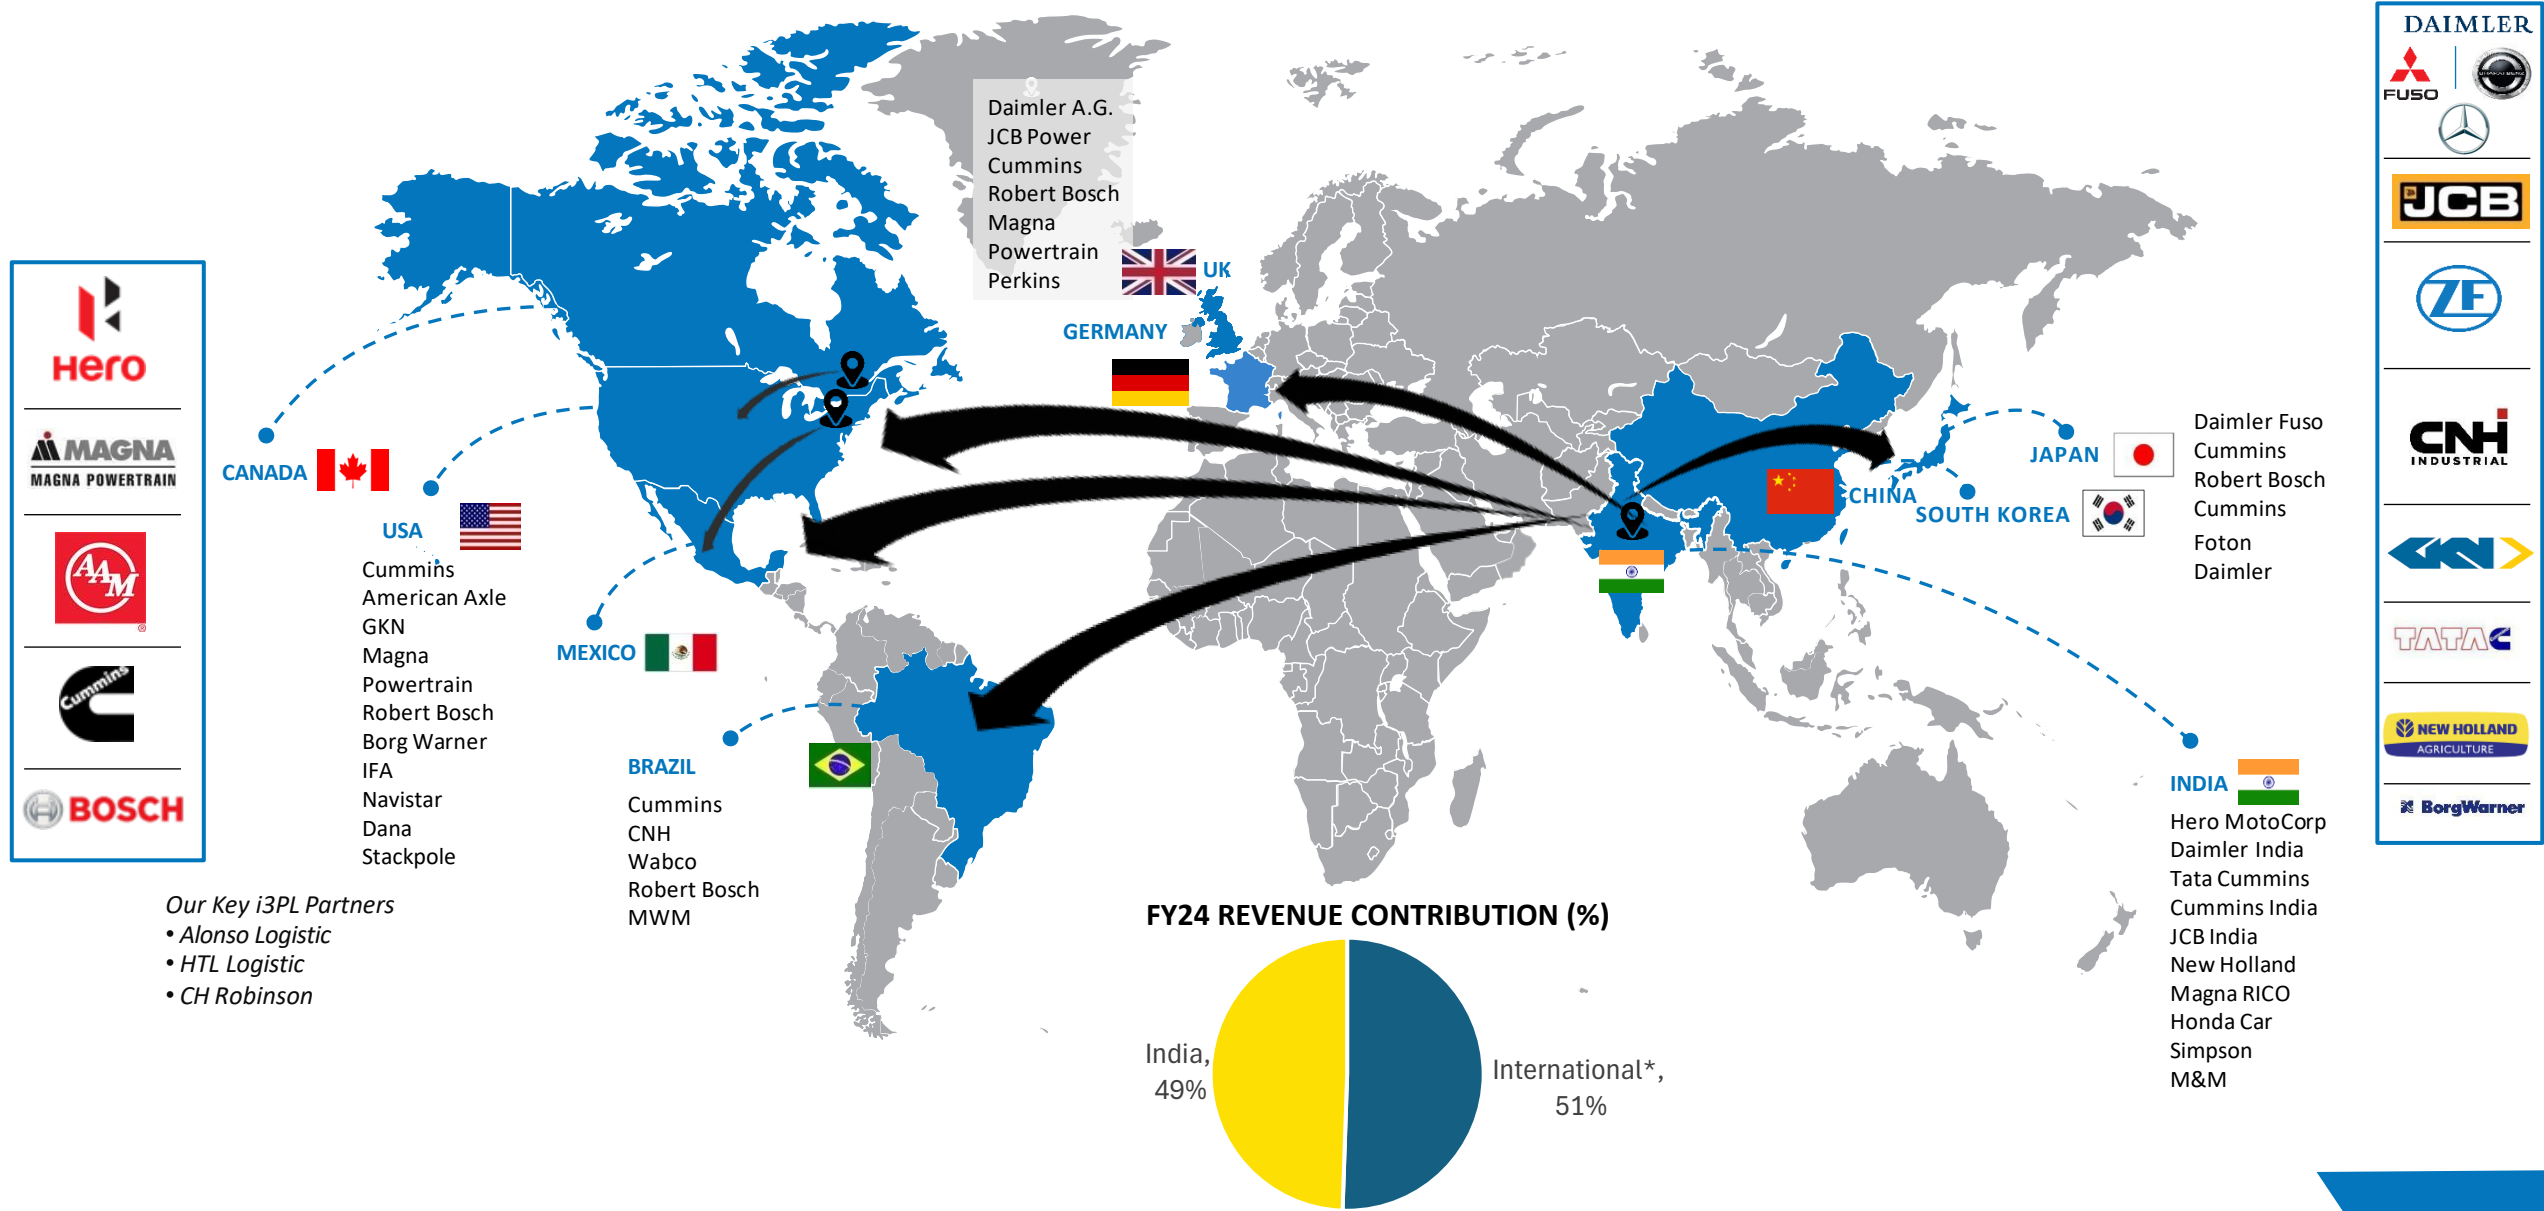 Daimler A.G.
JCB Power
Cummins
Robert Bosch
Magna
Powertrain
Perkins
UK
GERMANY
Hero
MAGNA
MAGNA POWERTRAIN
AAM
®
Cummins
BOSCH
CANADA
USA
Cummins
American Axle
GKN
Magna
Powertrain
Robert Bosch
Borg Warner
IFA
Navistar
Dana
Stackpole
MEXICO
BRAZIL
Cummins
CNH
Wabco
Robert Bosch
MWM
Our Key i3PL Partners
• Alonso Logistic
• HTL Logistic
• CH Robinson
CHINA
JAPAN
SOUTH KOREA
Daimler Fuso
Cummins
Robert Bosch
Cummins
Foton
Daimler
INDIA
Hero MotoCorp
Daimler India
Tata Cummins
Cummins India
JCB India
New Holland
Magna RICO
Honda Car
Simpson
M&M
FY24 REVENUE CONTRIBUTION (%)
India,
49%
International*,
51%
DAIMLER
FUSO
JCB
ZF
CNH
INDUSTRIAL
GKN
TATA
NEW HOLLAND
AGRICULTURE
BorgWarner